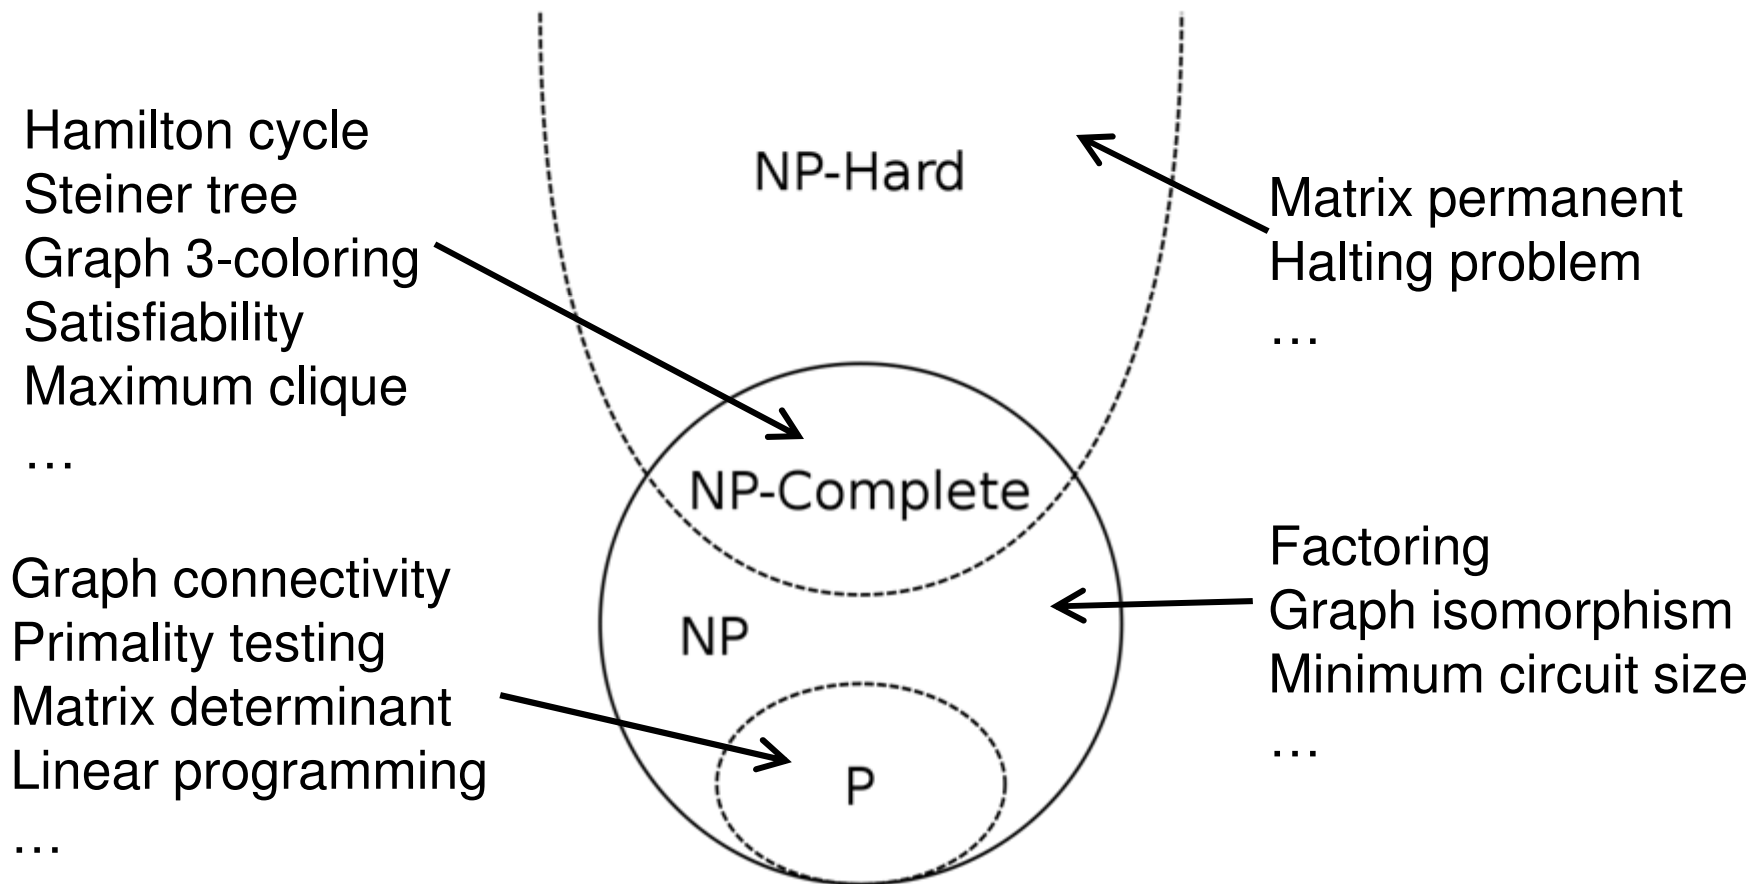 Hamilton cycle
Steiner tree
Graph 3-coloring
Satisfiability
Maximum clique
…
Graph connectivity
Primality testing
Matrix determinant
Linear programming
…
NP-Hard
NP-Complete
NP
P
Matrix permanent
Halting problem
…
Factoring
Graph isomorphism
Minimum circuit size
…